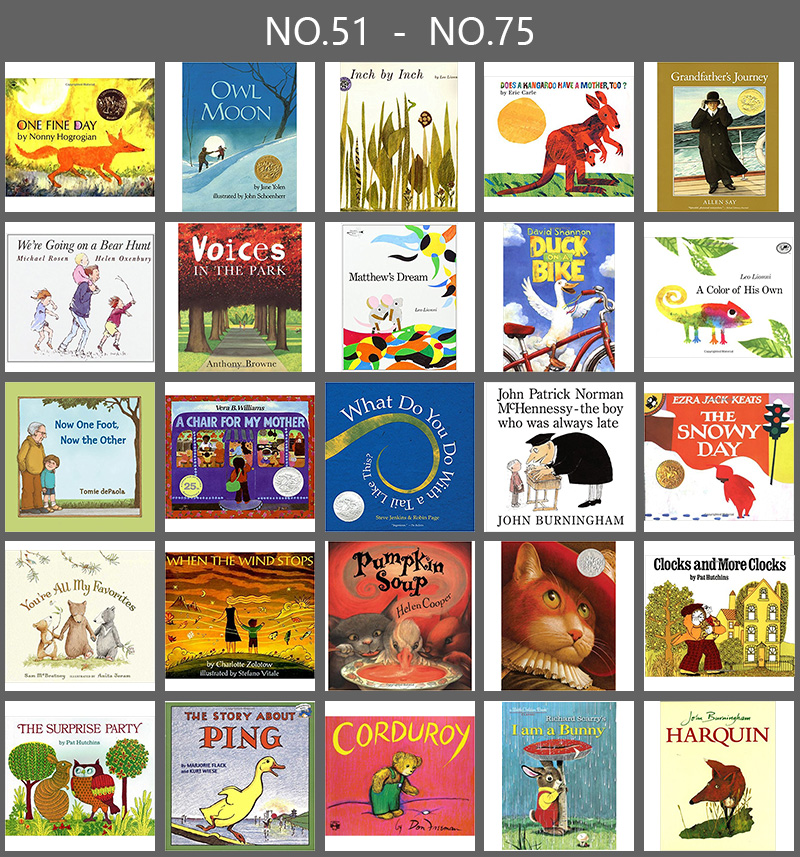 NO.51 - NO.75
ONE FINE DAY
by Nonny Hogrogian
OWL
MOON
by Jane Yolen
illustrated by John Schoenherr
Inch by Inch
by Leo Lionni
DOES A KANGAROO HAVE A MOTHER, TOO?
by Eric Carle
Grandfather's Journey
ALLEN SAY
We're Going on a Bear Hunt
Michael Rosen Helen Oxenbury
Voices
IN THE PARK
Anthony Browne
Matthew's Dream
Leo Lionni
David Shannon
DUCK
ON A
BIKE
Leo Lionni
A Color of His Own
Now One Foot,
Now the Other
Tomie dePaola
Vera B. Williams
A CHAIR FOR MY MOTHER
25
What Do You Do With a Tail Like This?
Steve Jenkins & Robin Page
John Patrick Norman
McHennessy - the boy
who was always late
JOHN BURNINGHAM
EZRA JACK KEATS
THE
SNOWY
DAY
You're All My Favorites
Sam McBratney ILLUSTRATED BY Anita Jeram
WHEN THE WIND STOPS
by Charlotte Zolotow
illustrated by Stefano Vitale
Pumpkin
Soup
Helen Cooper
Clocks and More Clocks
by Pat Hutchins
THE SURPRISE PARTY
by Pat Hutchins
THE STORY ABOUT
PING
BY MARJORIE FLACK
AND KURT WIESE
CORDUROY
by Don Freeman
Richard Scarry's
I am a Bunny
John Burningham
HARQUIN